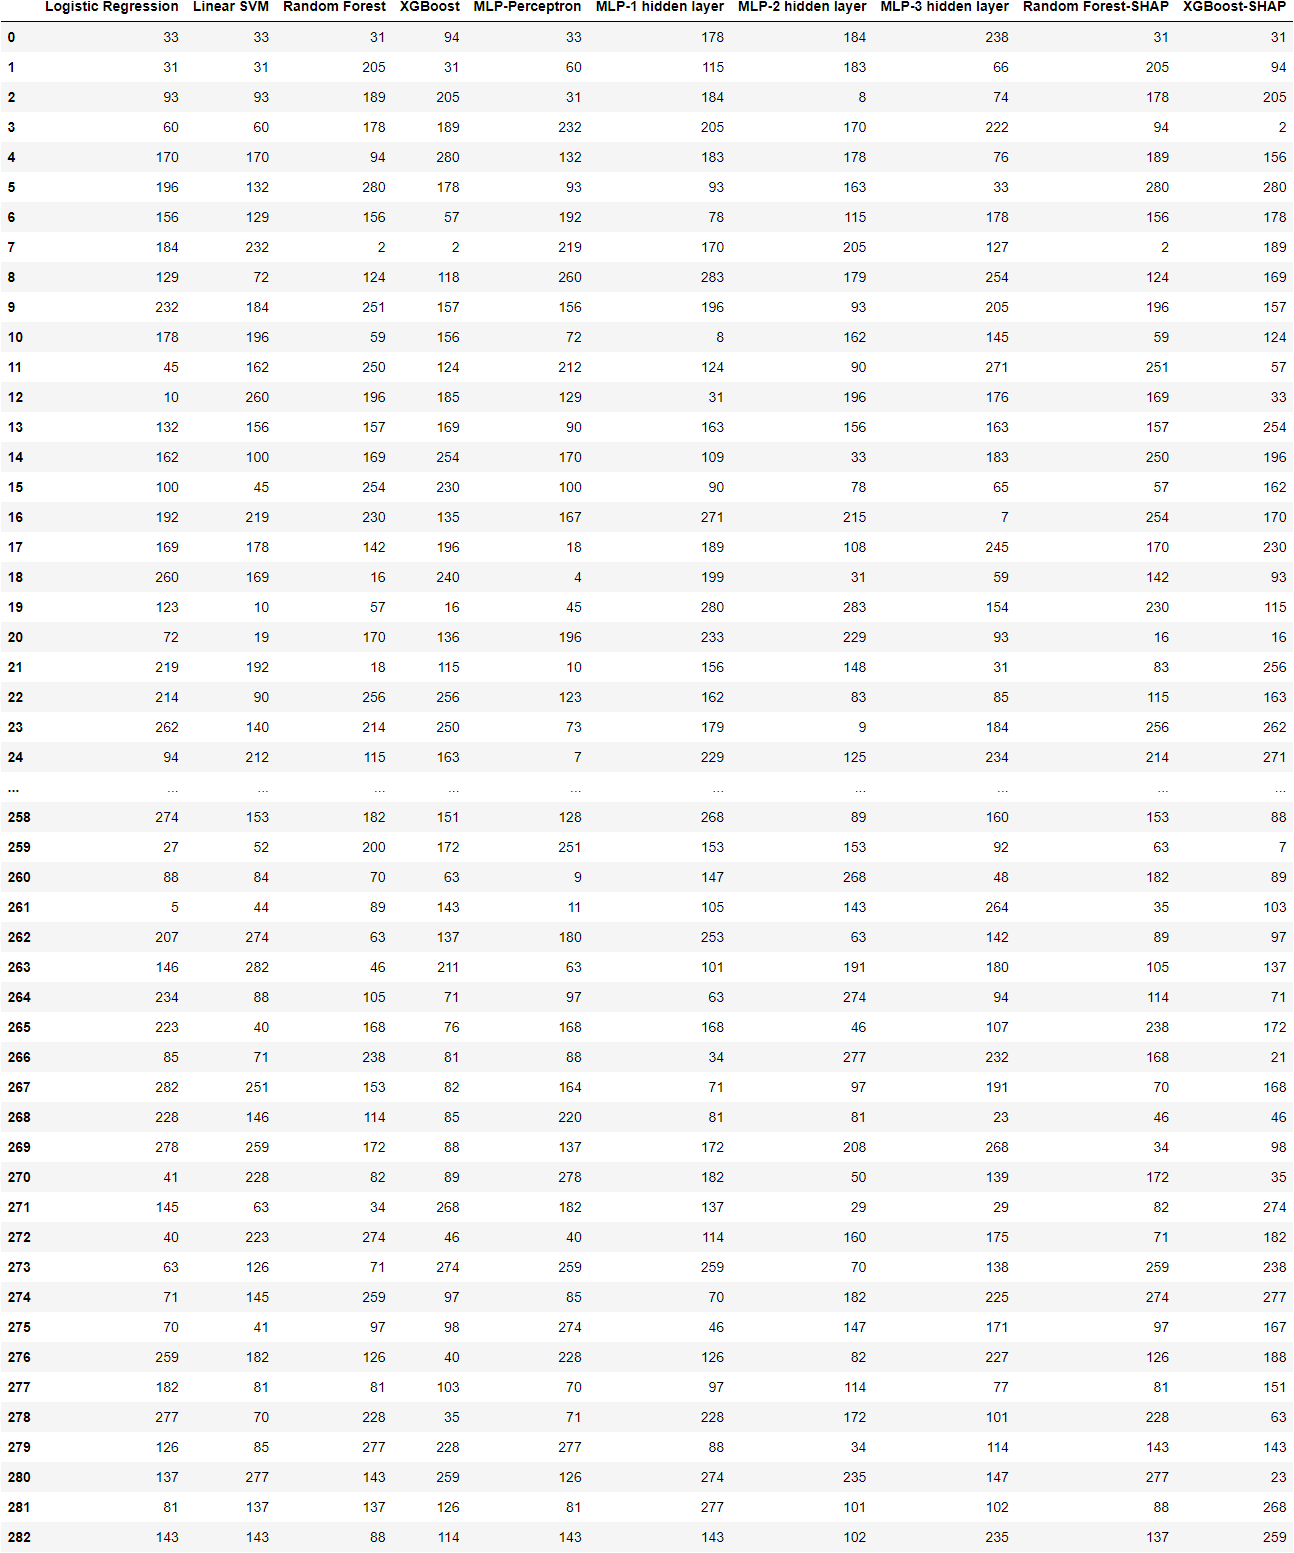 Logistic Regression Linear SVM Random Forest XGBoost MLP-Perceptron MLP-1 hidden layer MLP-2 hidden layer MLP-3 hidden layer Random Forest-SHAP XGBoost-SHAP
0 33 33 31 94 33 178 184 238 31 31
1 31 31 205 31 60 115 183 66 205 94
2 93 93 189 205 31 184 8 74 178 205
3 60 60 178 189 232 205 170 222 94 2
4 170 170 94 280 132 183 178 76 189 156
5 196 132 280 178 93 93 163 33 280 280
6 156 129 156 57 192 78 115 178 156 178
7 184 232 2 2 219 170 205 127 2 189
8 129 72 124 118 260 283 179 254 124 169
9 232 184 251 157 156 196 93 205 196 157
10 178 196 59 156 72 8 162 145 59 124
11 45 162 250 124 212 124 90 271 251 57
12 10 260 196 185 129 31 196 176 169 33
13 132 156 157 169 90 163 156 163 157 254
14 162 100 169 254 170 109 33 183 250 196
15 100 45 254 230 100 90 78 65 57 162
16 192 219 230 135 167 271 215 7 254 170
17 169 178 142 196 18 189 108 245 170 230
18 260 169 16 240 4 199 31 59 142 93
19 123 10 57 16 45 280 283 154 230 115
20 72 19 170 136 196 233 229 93 16 16
21 219 192 18 115 10 156 148 31 83 256
22 214 90 256 256 123 162 83 85 115 163
23 262 140 214 250 73 179 9 184 256 262
24 94 212 115 163 7 229 125 234 214 271
... ... ... ... ... ... ... ... ... ... ...
258 274 153 182 151 128 268 89 160 153 88
259 27 52 200 172 251 153 153 92 63 7
260 88 84 70 63 9 147 268 48 182 89
261 5 44 89 143 11 105 143 264 35 103
262 207 274 63 137 180 253 63 142 89 97
263 146 282 46 211 63 101 191 180 105 137
264 234 88 105 71 97 63 274 94 114 71
265 223 40 168 76 168 168 46 107 238 172
266 85 71 238 81 88 34 277 232 168 21
267 282 251 153 82 164 71 97 191 70 168
268 228 146 114 85 220 81 81 23 46 46
269 278 259 172 88 137 172 208 268 34 98
270 41 228 82 89 278 182 50 139 172 35
271 145 63 34 268 182 137 29 29 82 274
272 40 223 274 46 40 114 160 175 71 182
273 63 126 71 274 259 259 70 138 259 238
274 71 145 259 97 85 70 182 225 274 277
275 70 41 97 98 274 46 147 171 97 167
276 259 182 126 40 228 126 82 227 126 188
277 182 81 81 103 70 97 114 77 81 151
278 277 70 228 35 71 228 172 101 228 63
279 126 85 277 228 277 88 34 114 143 143
280 137 277 143 259 126 274 235 147 277 23
281 81 137 137 126 81 277 101 102 88 268
282 143 143 88 114 143 143 102 235 137 259